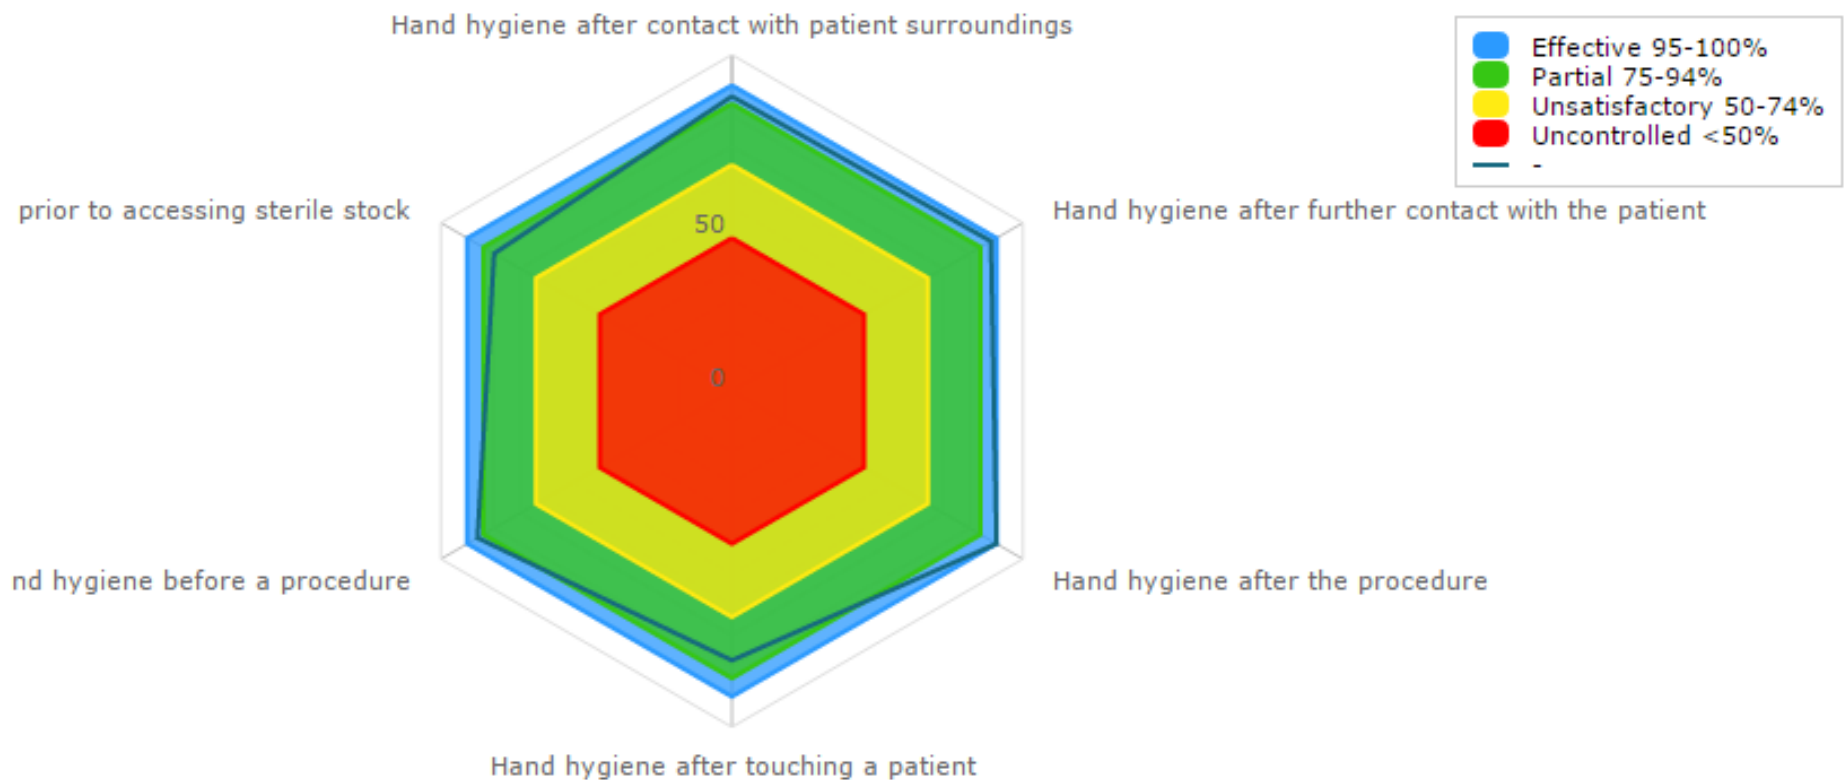 Hand hygiene after contact with patient surroundings
Effective 95-100%
Partial 75-94%
Unsatisfactory 50-74%
Uncontrolled <50%
-
prior to accessing sterile stock
50
Hand hygiene after further contact with the patient
0
nd hygiene before a procedure
Hand hygiene after the procedure
Hand hygiene after touching a patient